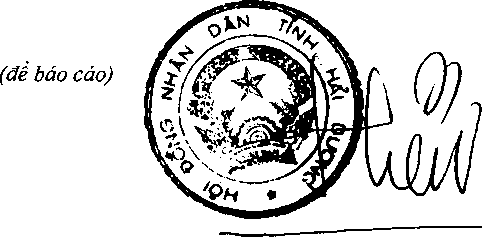 (để báo cáo)
HỘI ĐỒNG NHÂN DÂN TỈNH HẢI DƯƠNG